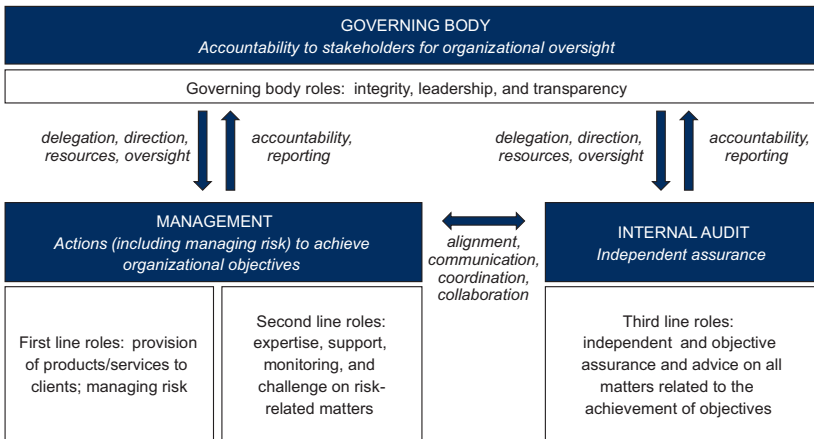 GOVERNING BODY
Accountability to stakeholders for organizational oversight
Governing body roles: integrity, leadership, and transparency
delegation, direction,
resources, oversight
accountability,
reporting
delegation, direction,
resources, oversight
accountability,
reporting
MANAGEMENT
Actions (including managing risk) to achieve
organizational objectives
alignment,
communication,
coordination,
collaboration
INTERNAL AUDIT
Independent assurance
First line roles: provision
of products/services to
clients; managing risk
Second line roles:
expertise, support,
monitoring, and
challenge on risk-
related matters
Third line roles:
independent and objective
assurance and advice on all
matters related to the
achievement of objectives